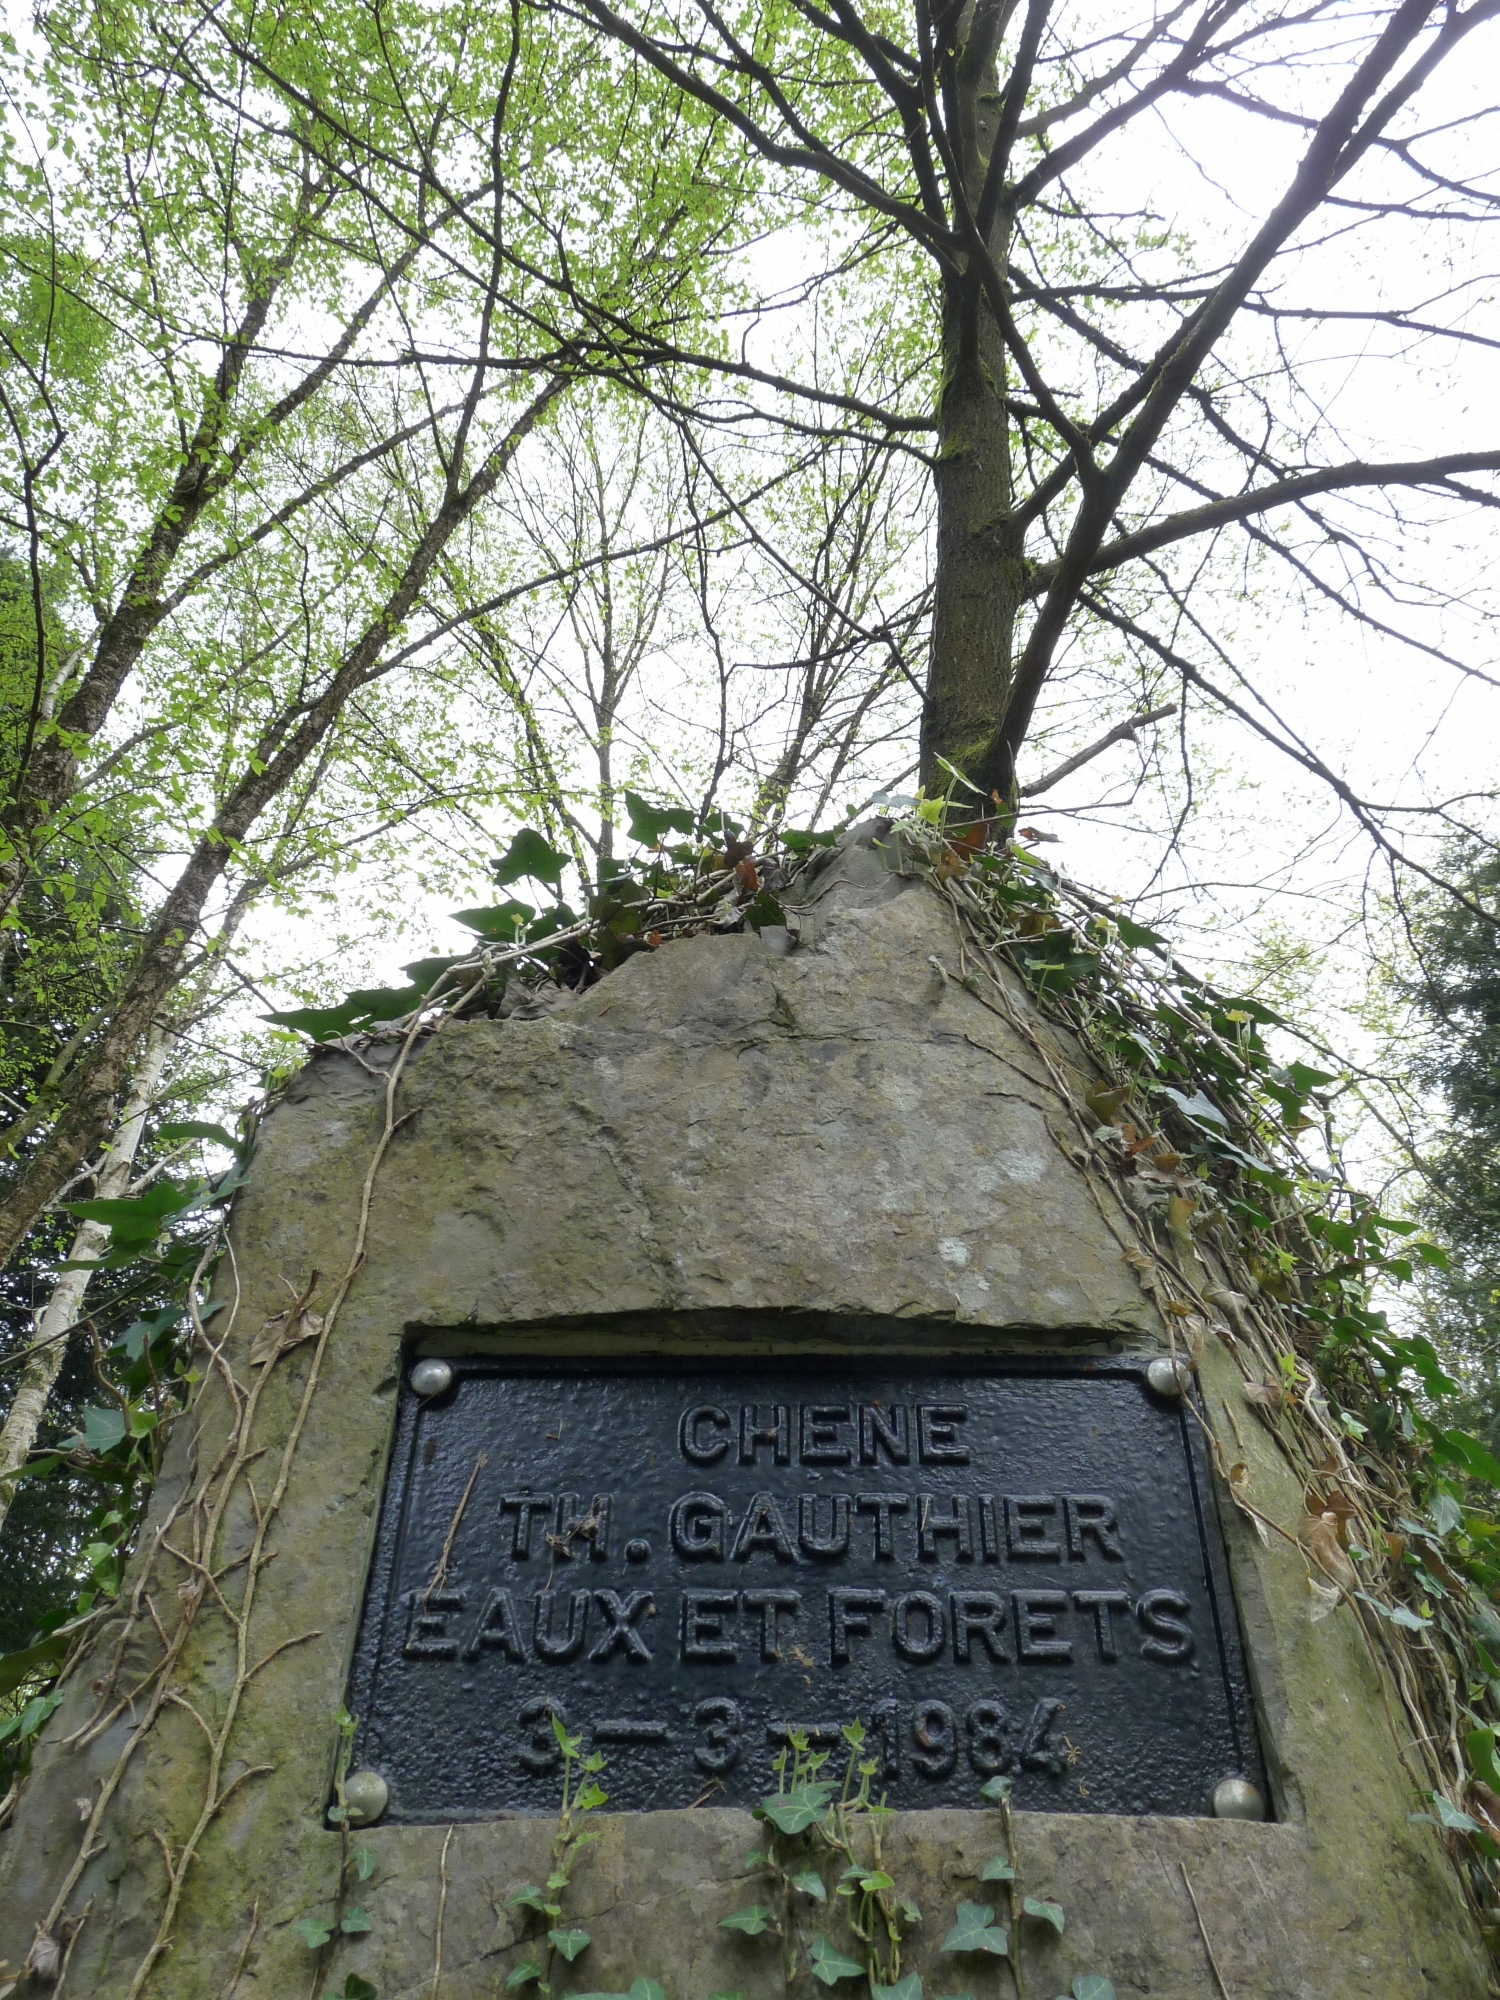 CHENE
TH. GAUTHIER
EAUX ET FORETS
3-3-1984